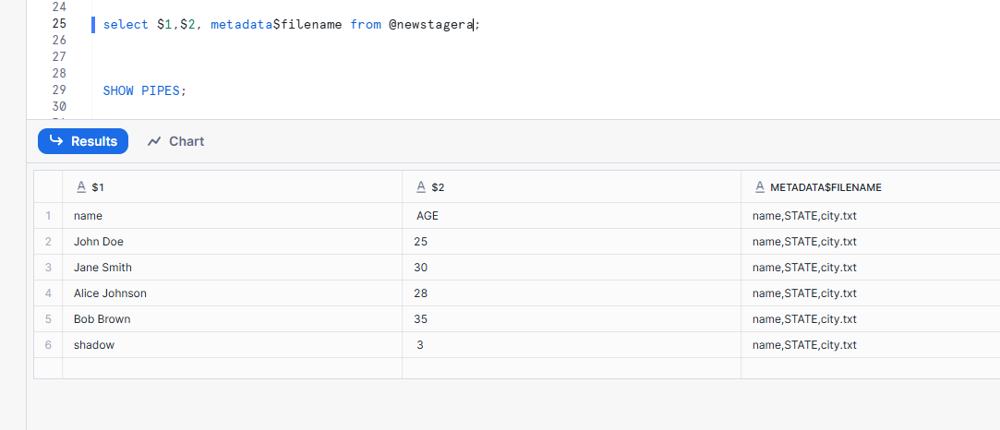 24
25 select $1,$2, metadata$filename from @newstagera;
26
27
28
29 SHOW PIPES;
30
Results Chart
A $1 A $2 A METADATA$FILENAME
1 name AGE name,STATE,city.txt
2 John Doe 25 name,STATE,city.txt
3 Jane Smith 30 name,STATE,city.txt
4 Alice Johnson 28 name,STATE,city.txt
5 Bob Brown 35 name,STATE,city.txt
6 shadow 3 name,STATE,city.txt